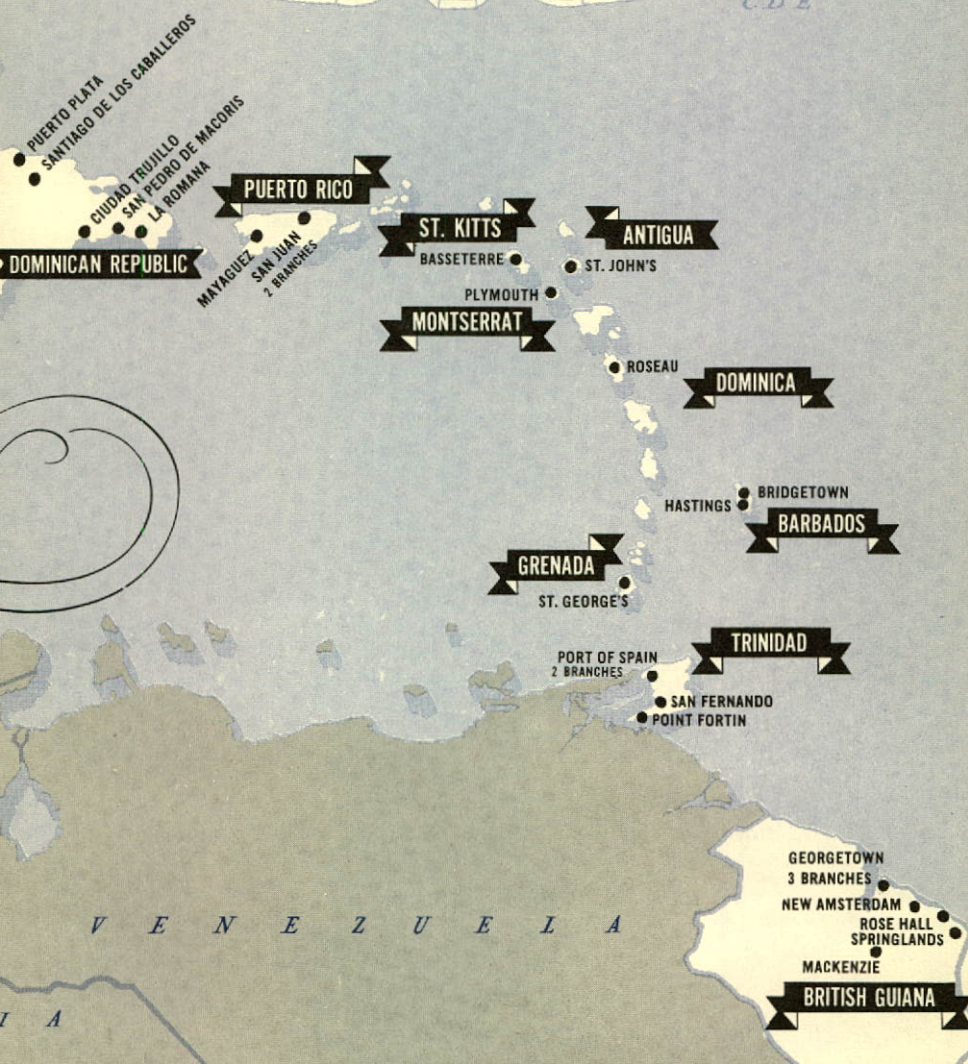 C D E
PUERTO PLATA
SANTIAGO DE LOS CABALLEROS
CIUDAD TRUJILLO
SAN PEDRO DE MACORIS
LA ROMANA
DOMINICAN REPUBLIC
PUERTO RICO
MAYAGUEZ
SAN JUAN
2 BRANCHES
ST. KITTS
BASSETERRE
ANTIGUA
ST. JOHN'S
PLYMOUTH
MONTSERRAT
ROSEAU
DOMINICA
BRIDGETOWN
HASTINGS
BARBADOS
GRENADA
ST. GEORGE'S
TRINIDAD
PORT OF SPAIN
2 BRANCHES
SAN FERNANDO
POINT FORTIN
GEORGETOWN
3 BRANCHES
NEW AMSTERDAM
ROSE HALL
SPRINGLANDS
MACKENZIE
BRITISH GUIANA
V E N E Z U E L A
I A